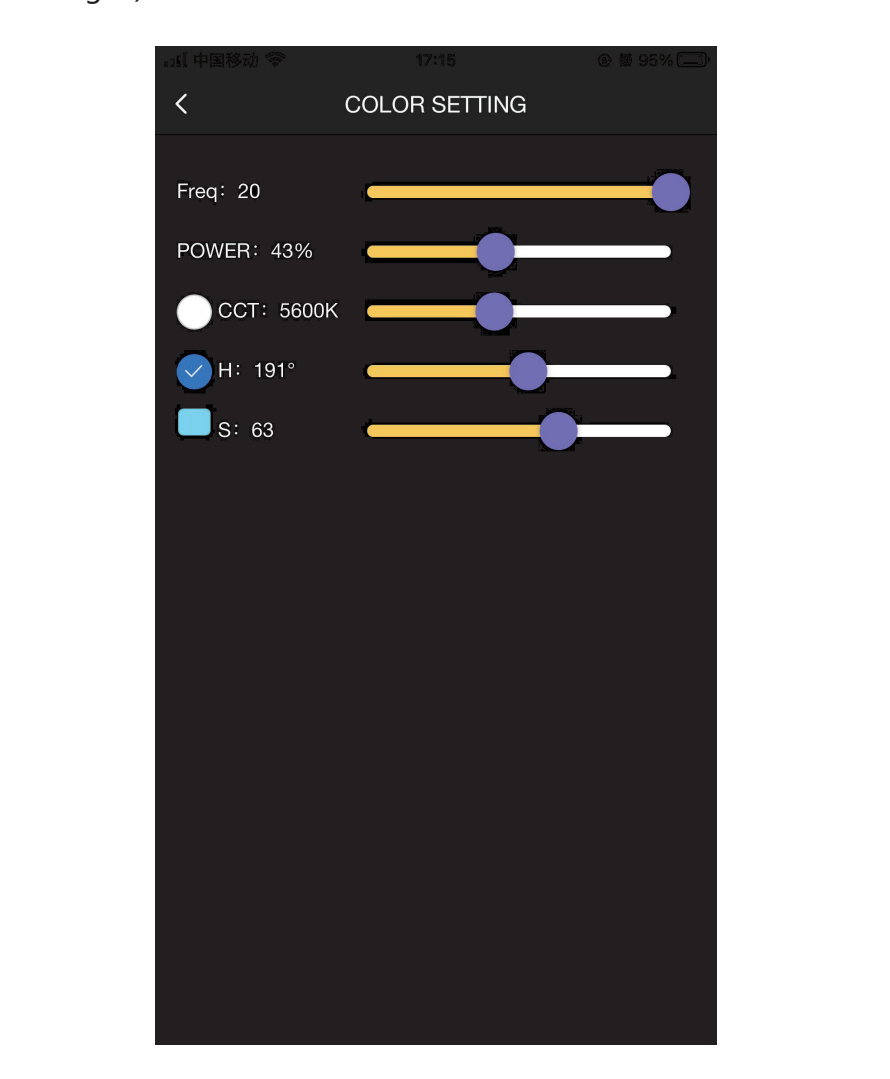 中国移动 17:15 95%
COLOR SETTING
Freq：20
POWER：43%
CCT：5600K
H：191°
S：63